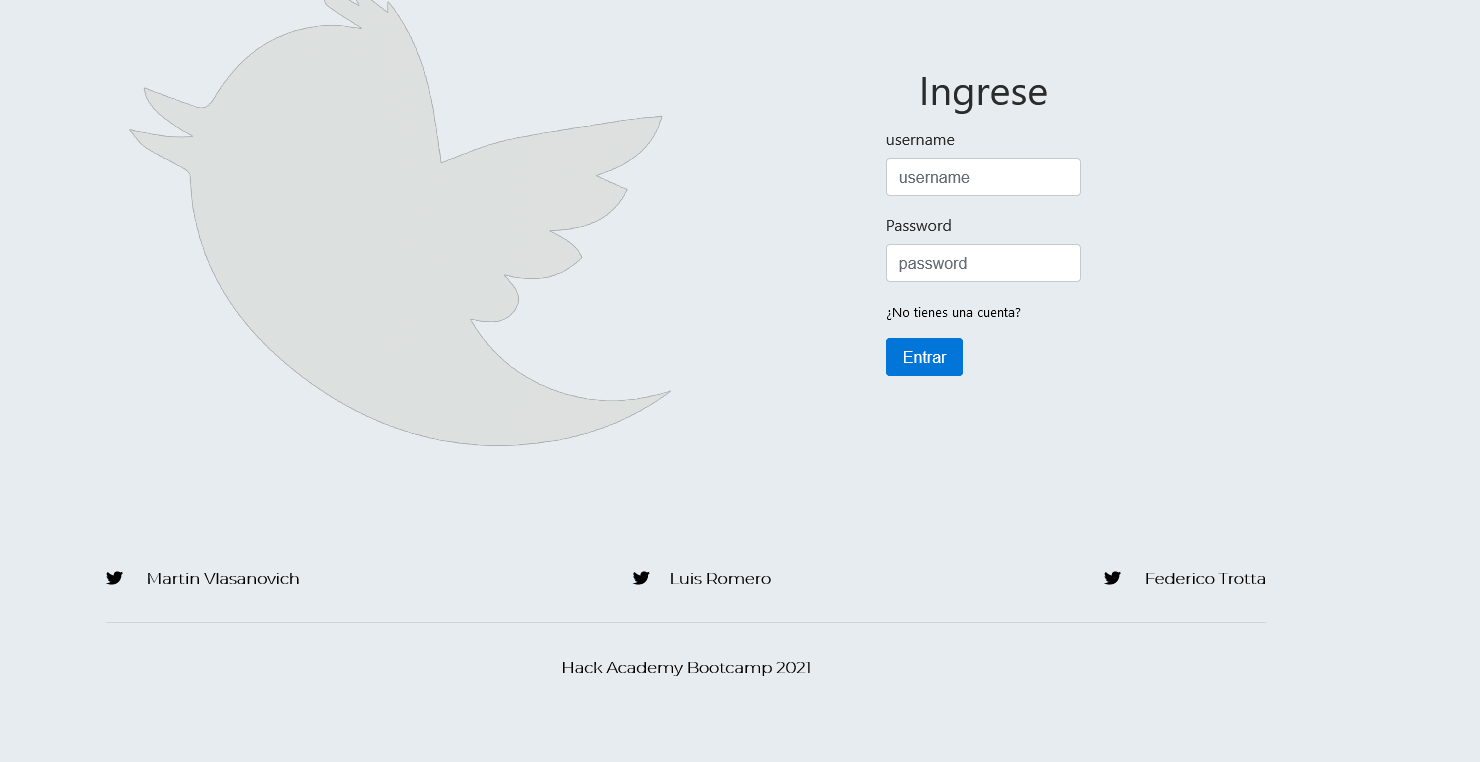 Ingrese
username
username
Password
password
¿No tienes una cuenta?
Entrar
Martin Vlasanovich
Luis Romero
Federico Trotta
Hack Academy Bootcamp 2021